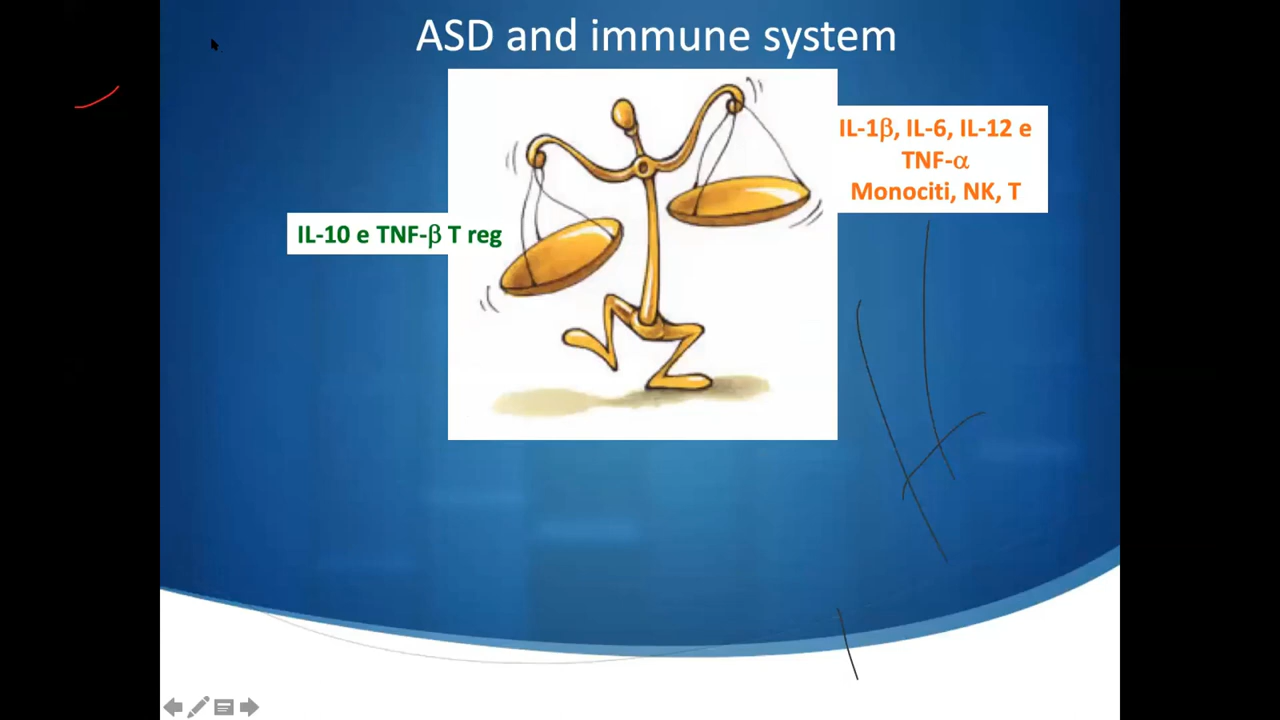 ASD and immune system
IL-1β, IL-6, IL-12 e
TNF-α
Monociti, NK, T
IL-10 e TNF-β T reg